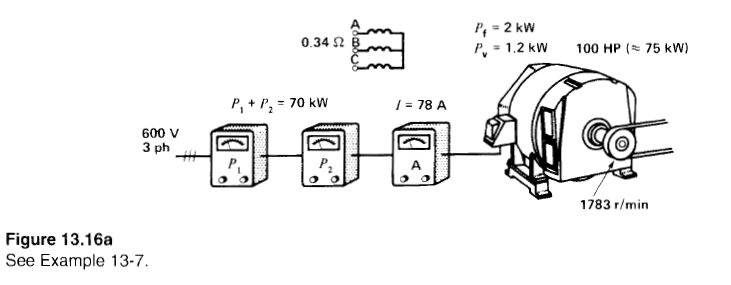 A
0.34 Ω B
C
P_f = 2 kW
P_v = 1.2 kW
100 HP (≈ 75 kW)
P_1 + P_2 = 70 kW
I = 78 A
600 V
3 ph
P_1
P_2
A
1783 r/min
Figure 13.16a
See Example 13-7.